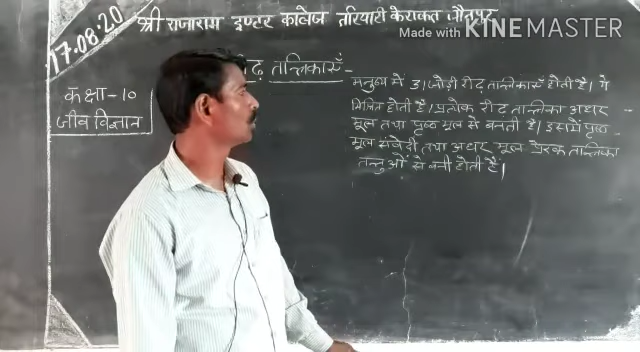 17.08.20
श्री राजाराम इण्टर कालेज तरियारी केराकत जौनपुर
Made with KINEMASTER
कक्षा-10
जीव विज्ञान
तन्त्रिकाएँ -
मनुष्य में 31 जोड़ी रीढ़ तन्त्रिकाएँ होती है। ये
मिश्रित होती है। प्रत्येक रीढ़ तन्त्रिका अधर
मूल तथा पृष्ठ मूल से बनती है। इसमें पृष्ठ
मूल संवेदी तथा अधर मूल प्रेरक तन्त्रिका
तन्तुओं से बनी होती है।